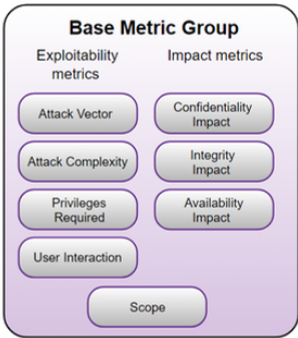 Base Metric Group
Exploitability
metrics
Impact metrics
Attack Vector
Attack Complexity
Privileges
Required
User Interaction
Confidentiality
Impact
Integrity
Impact
Availability
Impact
Scope